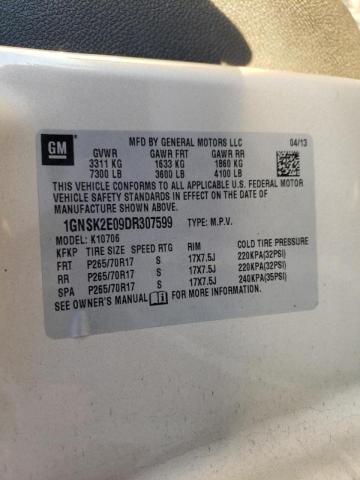 GM
MFD BY GENERAL MOTORS LLC 04/13
GVWR GAWR FRT GAWR RR
3311 KG 1633 KG 1860 KG
7300 LB 3600 LB 4100 LB
THIS VEHICLE CONFORMS TO ALL APPLICABLE U.S. FEDERAL MOTOR
VEHICLE SAFETY STANDARDS IN EFFECT ON THE DATE OF
MANUFACTURE SHOWN ABOVE.
1GNSK2E09DR307599 TYPE: M.P.V.
MODEL: K10706
KFKP TIRE SIZE SPEED RTG RIM COLD TIRE PRESSURE
FRT P265/70R17 S 17X7.5J 220KPA(32PSI)
RR P265/70R17 S 17X7.5J 220KPA(32PSI)
SPA P265/70R17 S 17X7.5J 240KPA(35PSI)
SEE OWNER'S MANUAL FOR MORE INFORMATION.